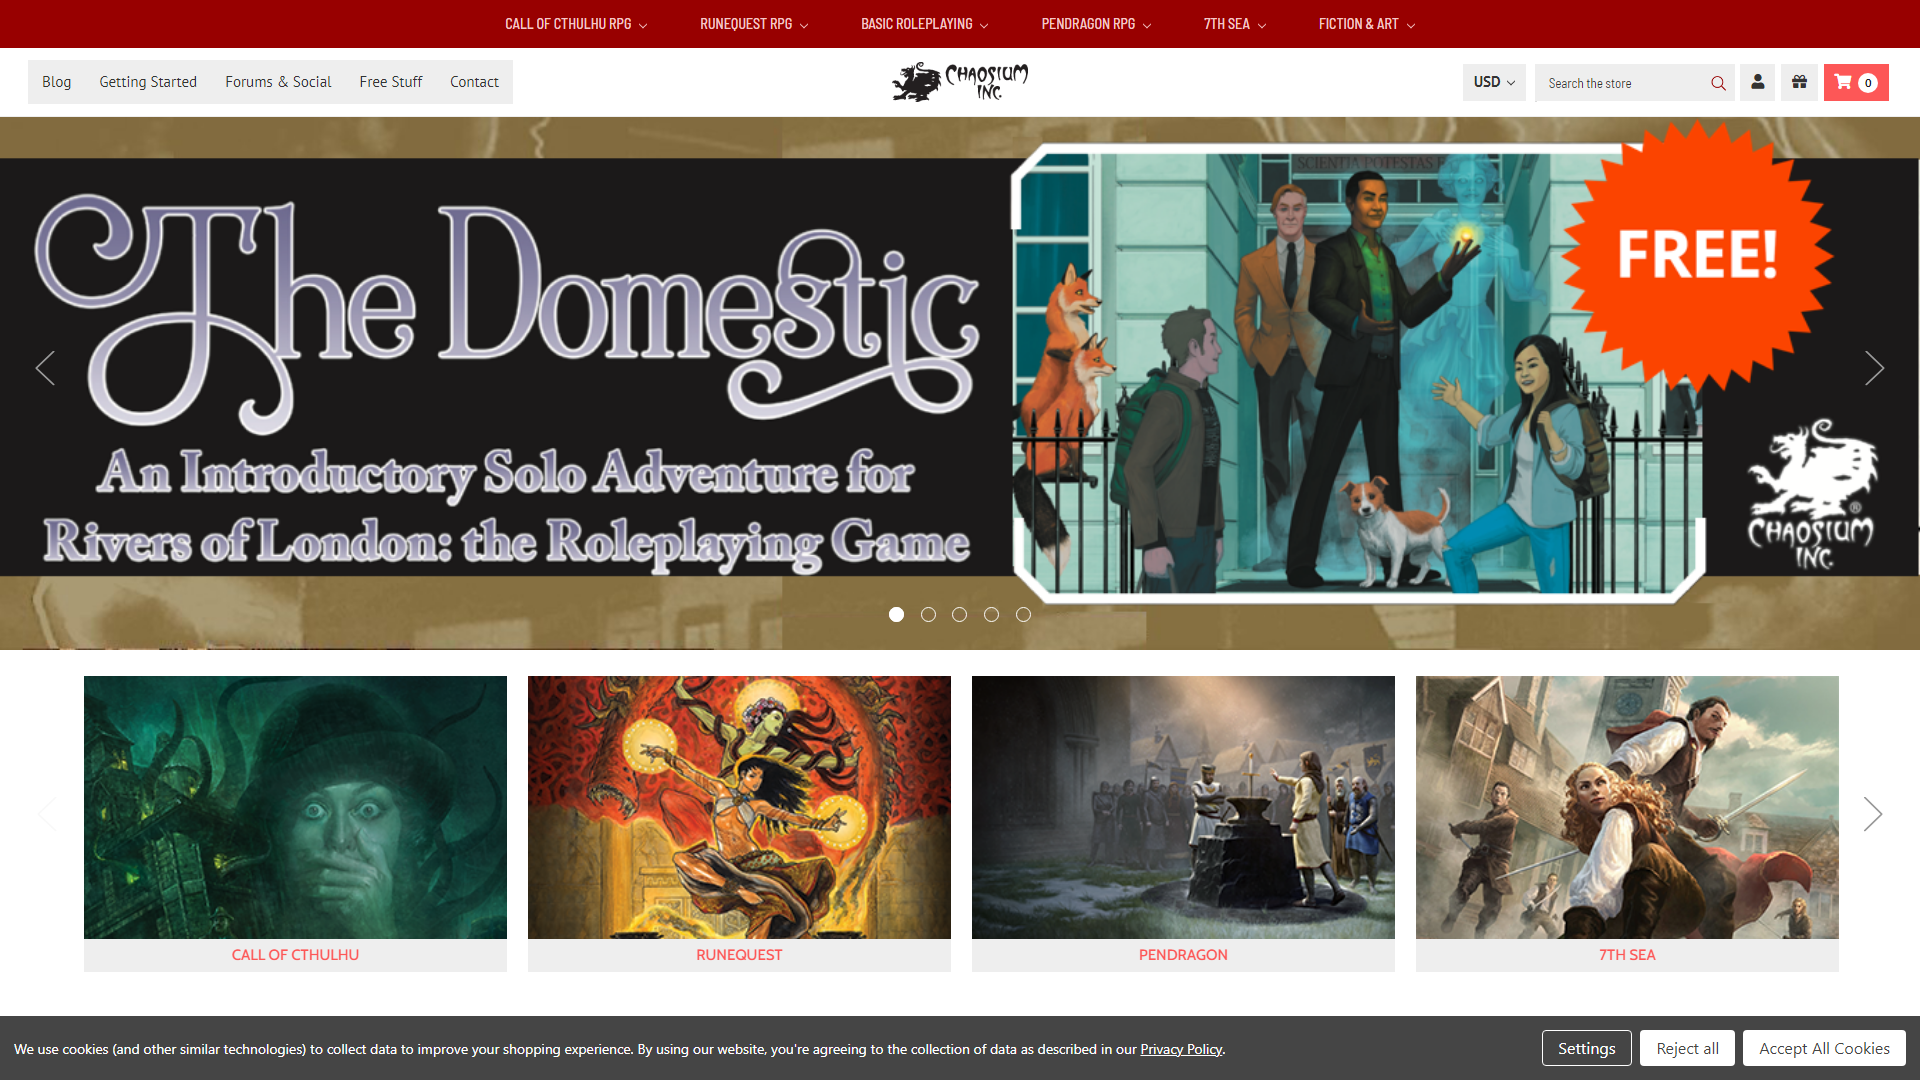 CALL OF CTHULHU RPG
RUNEQUEST RPG
BASIC ROLEPLAYING
PENDRAGON RPG
7TH SEA
FICTION & ART
Blog
Getting Started
Forums & Social
Free Stuff
Contact
CHAOSIUM
INC.
USD
Search the store
0
SCIENTIA POTESTAS
The Domestic
An Introductory Solo Adventure for
Rivers of London: the Roleplaying Game
FREE!
CHAOSIUM®
INC.
CALL OF CTHULHU
RUNEQUEST
PENDRAGON
7TH SEA
We use cookies (and other similar technologies) to collect data to improve your shopping experience. By using our website, you're agreeing to the collection of data as described in our Privacy Policy.
Settings
Reject all
Accept All Cookies